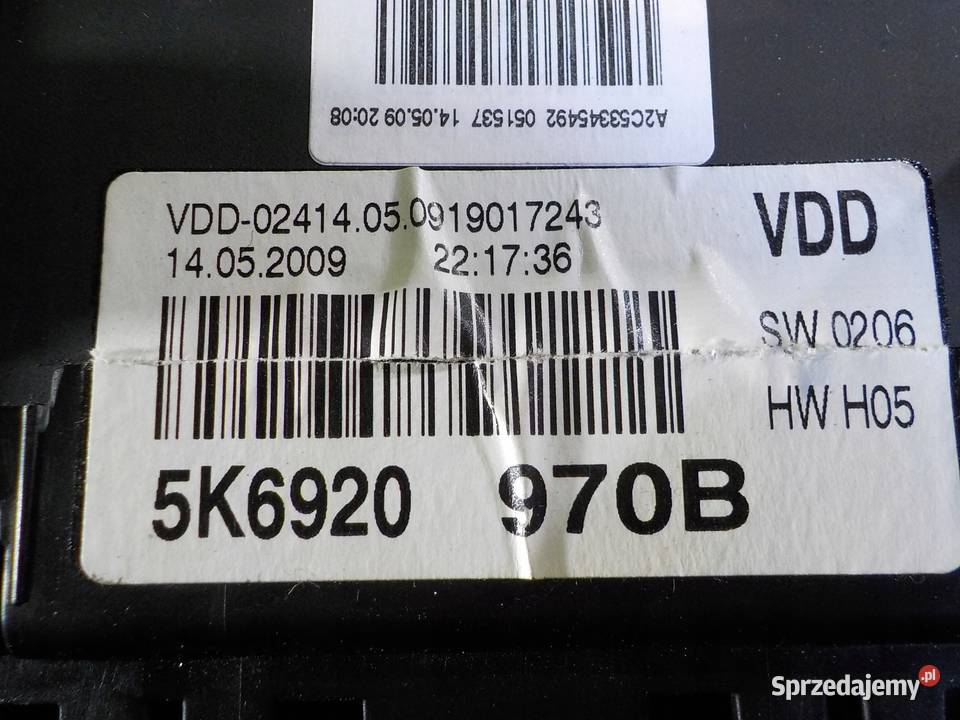 A2C53345492 051537 14.05.09 20:08
VDD-02414.05.0919017243
VDD
14.05.2009 22:17:36
SW 0206
HW H05
5K6920 970B
Sprzedajemy.pl